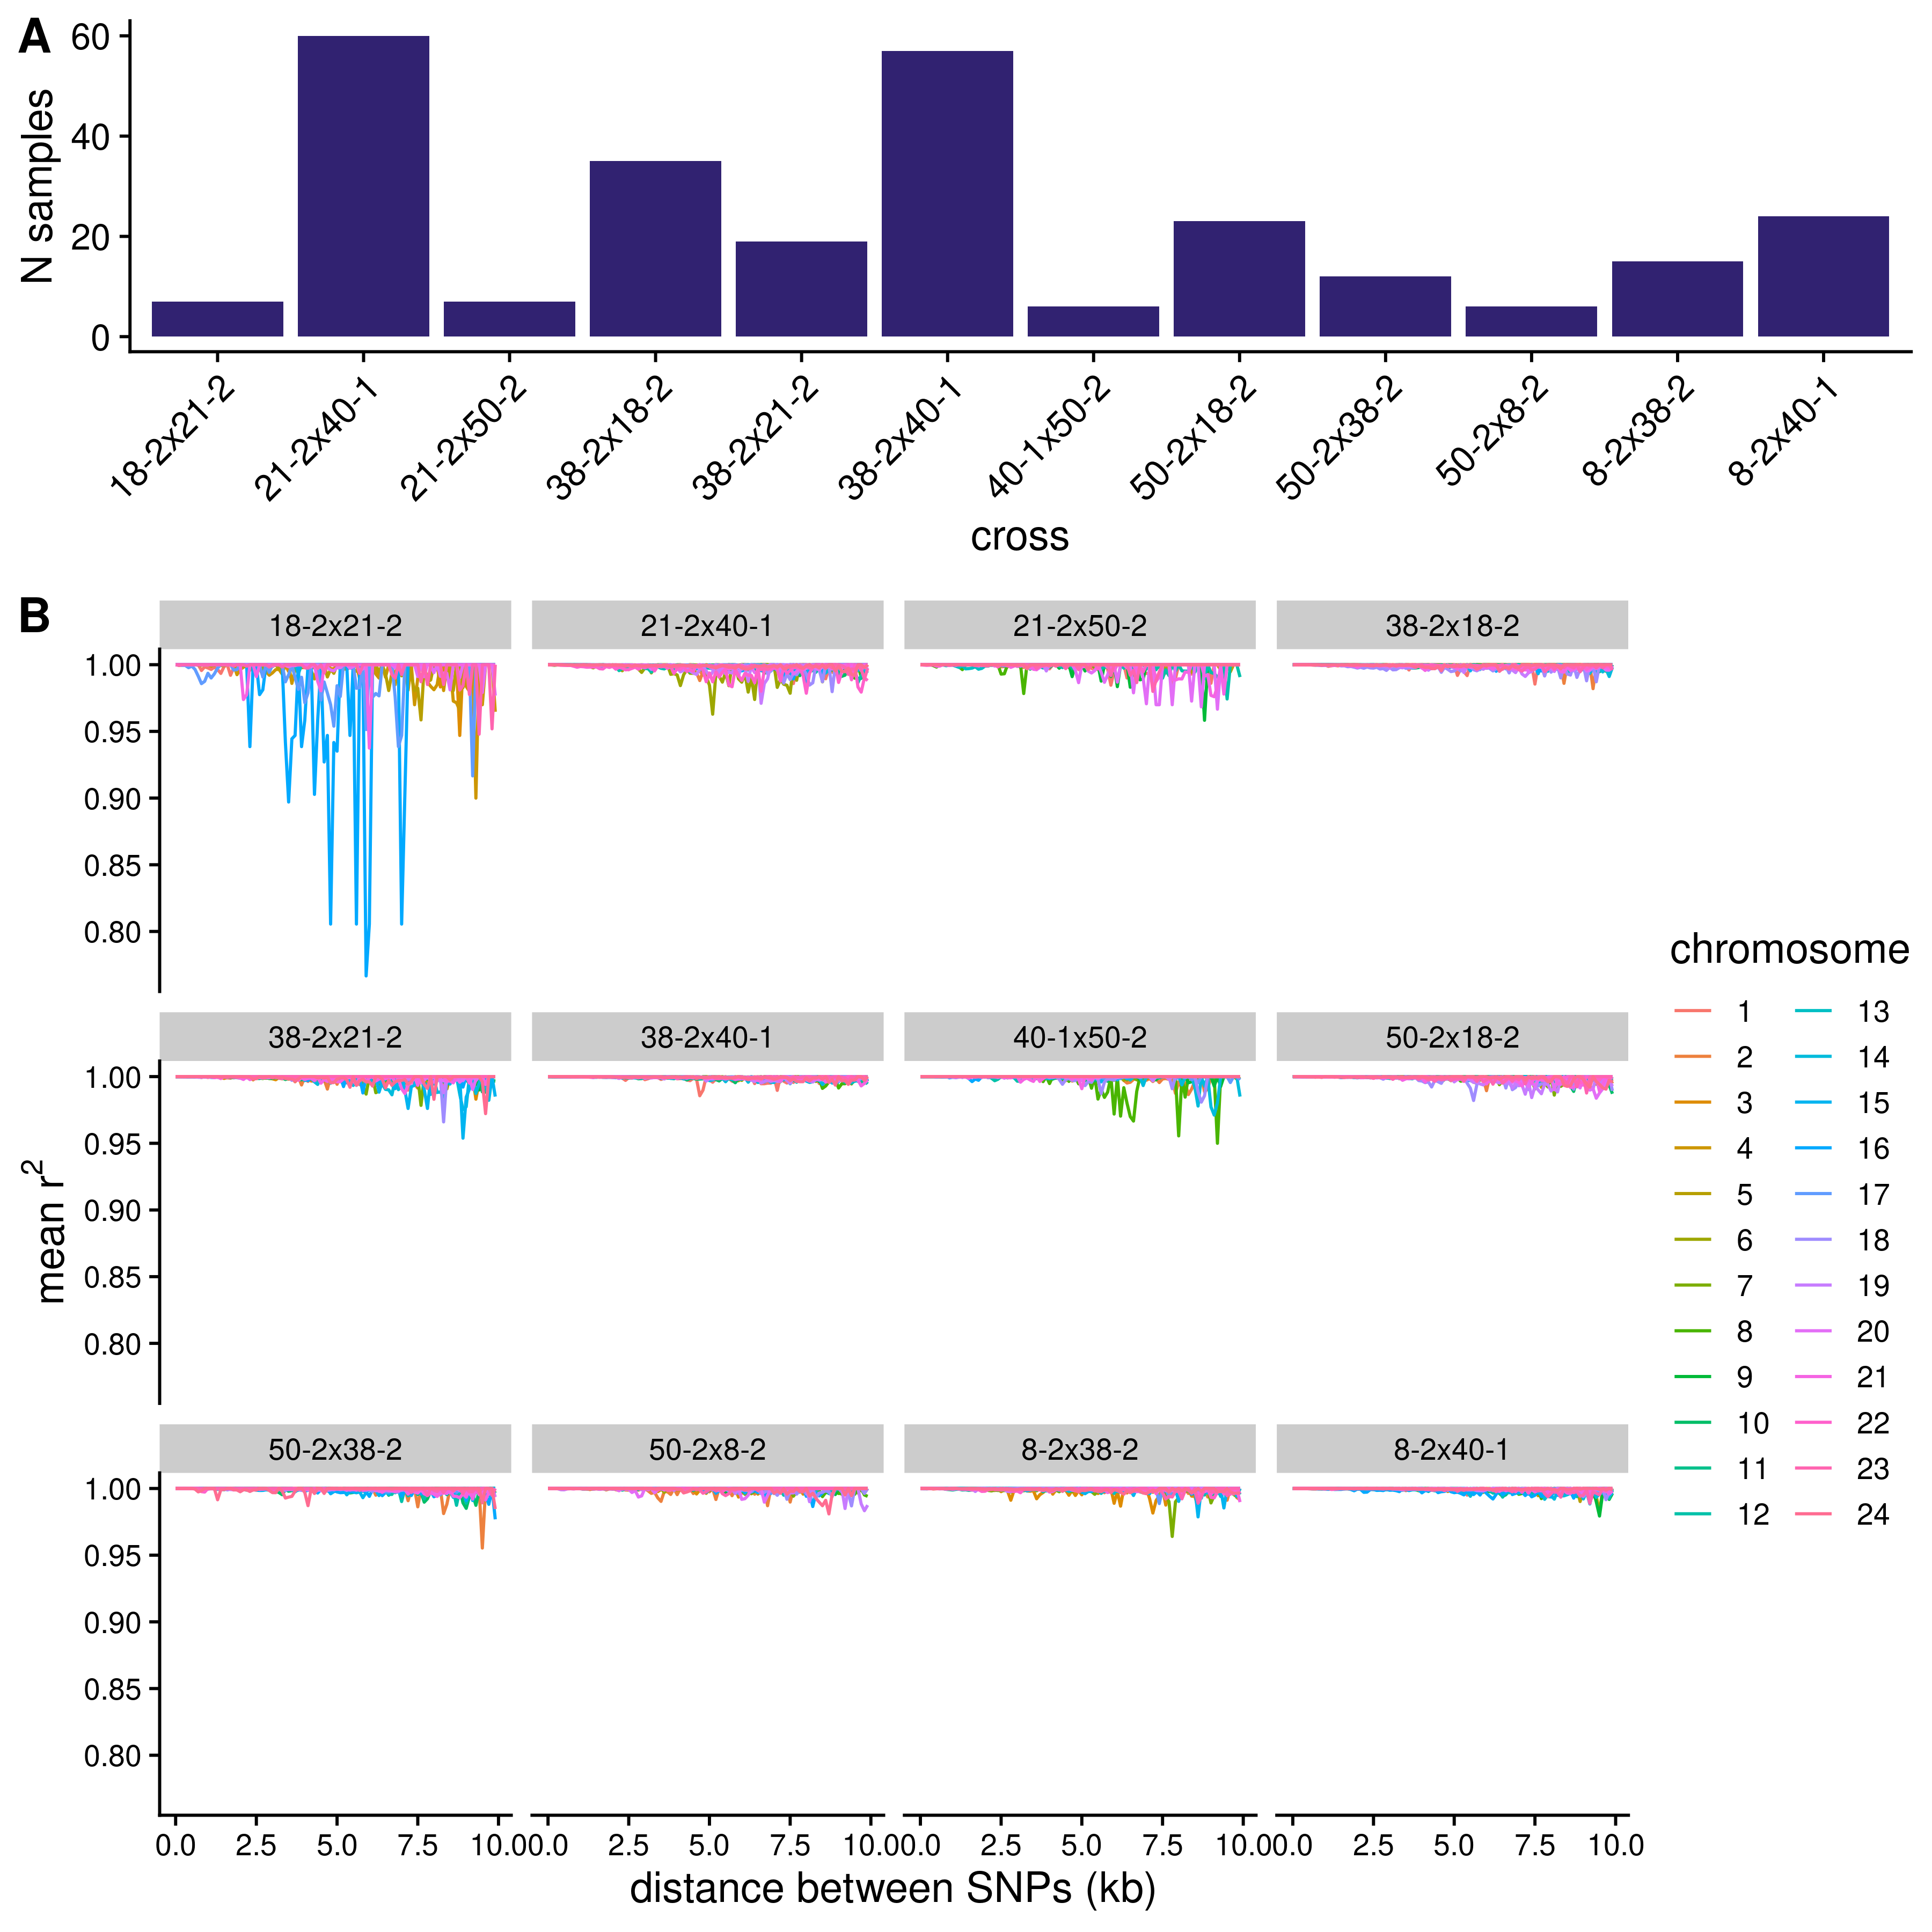 A
N samples
60
40
20
0
18-2x21-2
21-2x40-1
21-2x50-2
38-2x18-2
38-2x21-2
38-2x40-1
40-1x50-2
50-2x18-2
50-2x38-2
50-2x8-2
8-2x38-2
8-2x40-1
cross
B
mean r²
18-2x21-2 21-2x40-1 21-2x50-2 38-2x18-2
1.00
0.95
0.90
0.85
0.80
38-2x21-2 38-2x40-1 40-1x50-2 50-2x18-2
1.00
0.95
0.90
0.85
0.80
50-2x38-2 50-2x8-2 8-2x38-2 8-2x40-1
1.00
0.95
0.90
0.85
0.80
0.0 2.5 5.0 7.5 10.0 0.0 2.5 5.0 7.5 10.0 0.0 2.5 5.0 7.5 10.0 0.0 2.5 5.0 7.5 10.0
distance between SNPs (kb)
chromosome
1 13
2 14
3 15
4 16
5 17
6 18
7 19
8 20
9 21
10 22
11 23
12 24